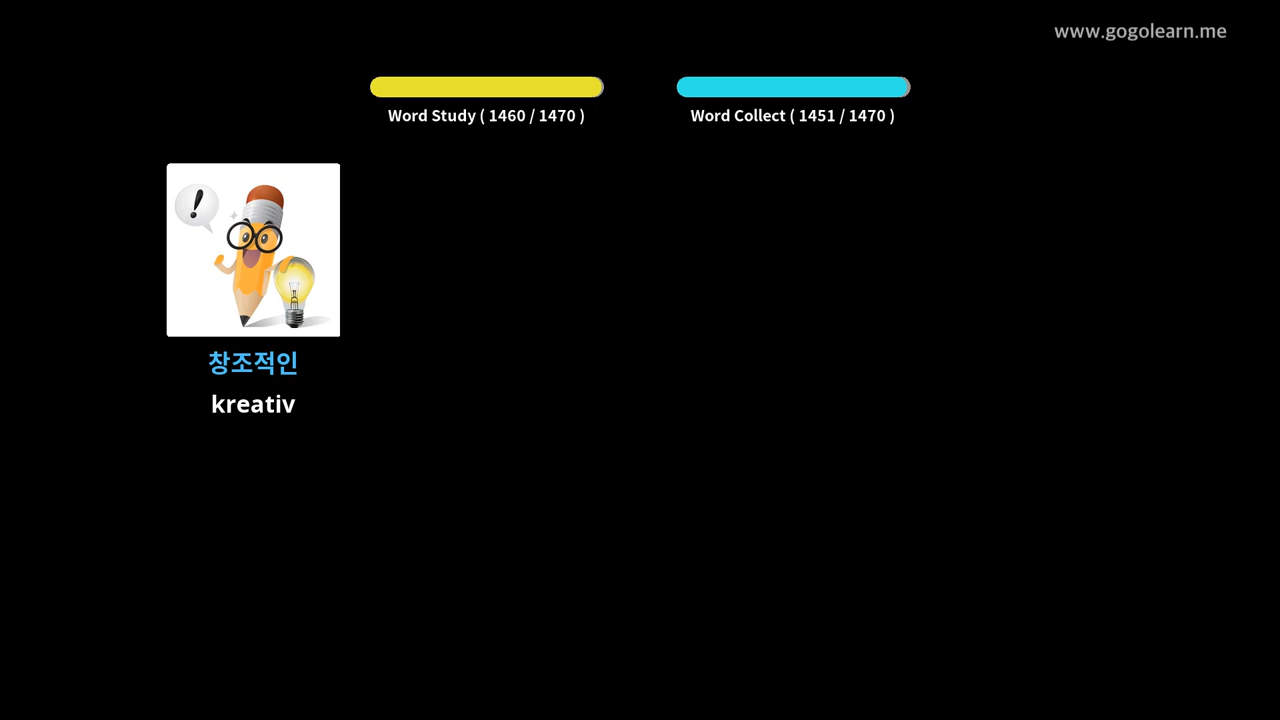 www.gogolearn.me
Word Study ( 1460 / 1470 )
Word Collect ( 1451 / 1470 )
!
창조적인
kreativ